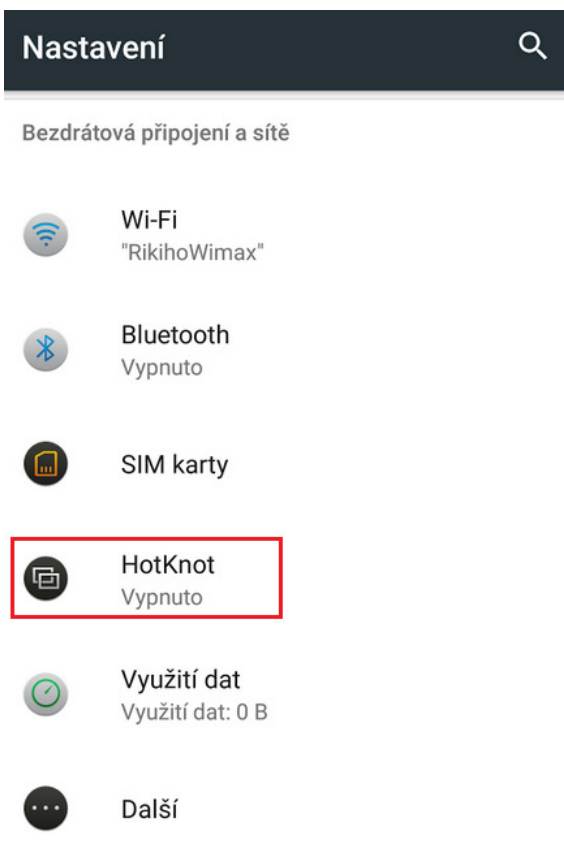 Nastavení
Bezdrátová připojení a sítě
Wi-Fi
"RikihoWimax"
Bluetooth
Vypnuto
SIM karty
HotKnot
Vypnuto
Využití dat
Využití dat: 0 B
Další